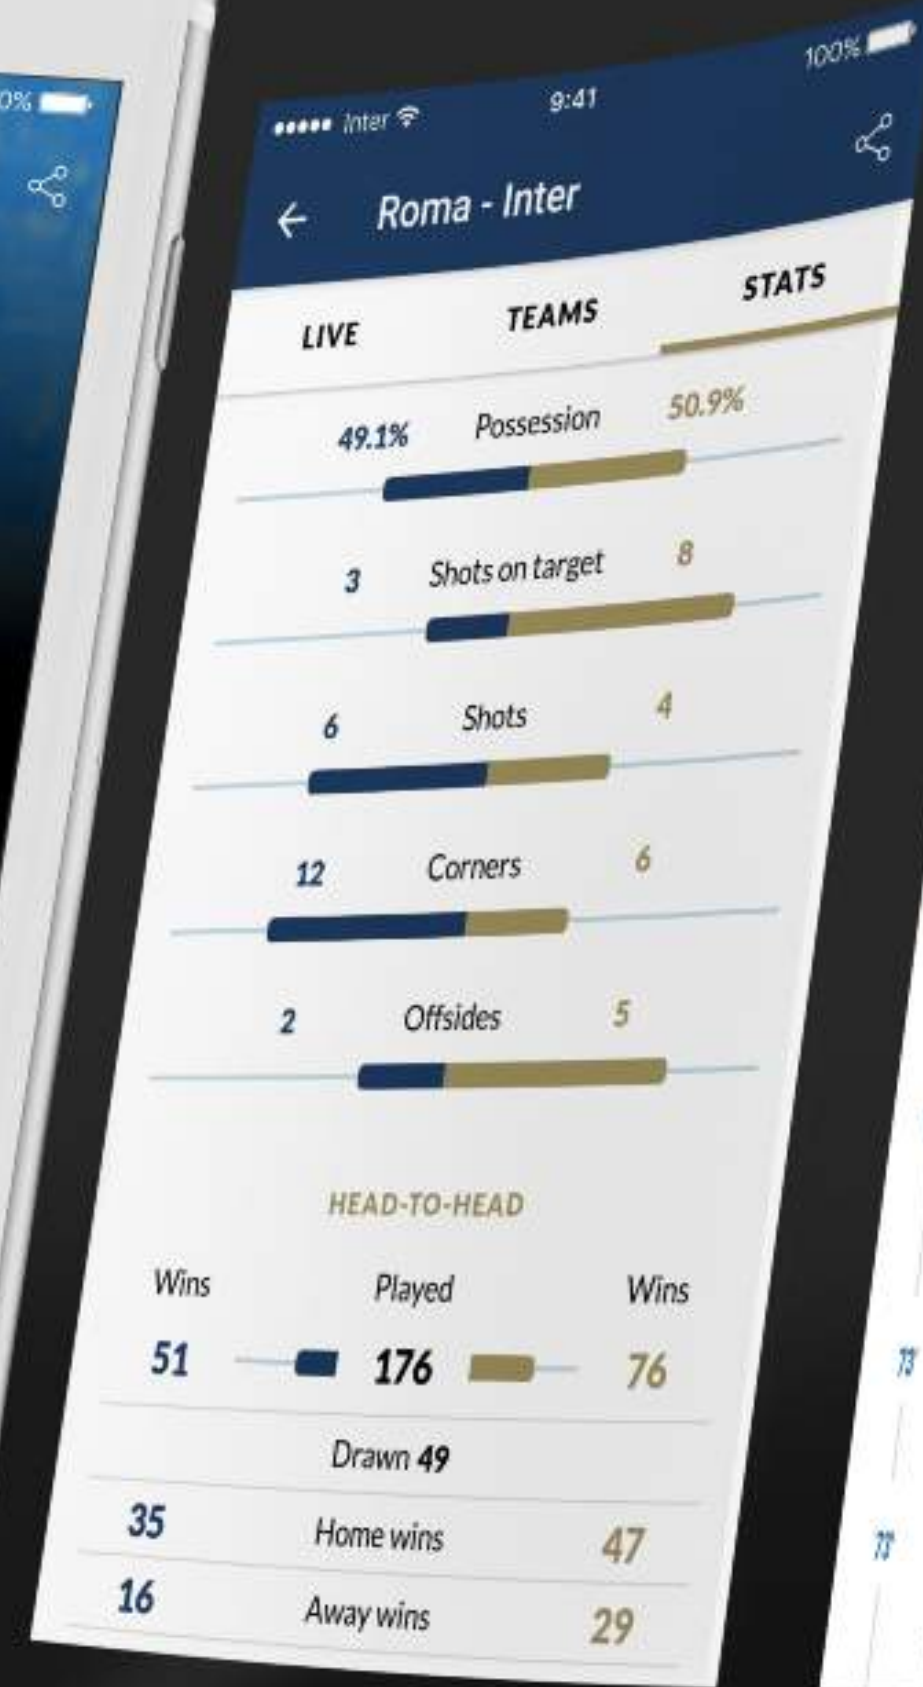 0%
Inter 9:41 100%
Roma - Inter
LIVE TEAMS STATS
49.1% Possession 50.9%
3 Shots on target 8
6 Shots 4
12 Corners 6
2 Offsides 5
HEAD-TO-HEAD
Wins Played Wins
51 176 76
Drawn 49
35 Home wins 47
16 Away wins 29
73'
73'